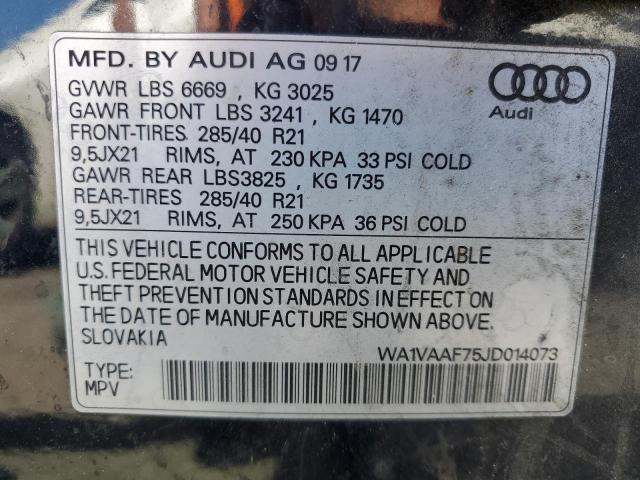 MFD. BY AUDI AG 09 17
GVWR LBS 6669 , KG 3025
GAWR FRONT LBS 3241 , KG 1470
FRONT-TIRES 285/40 R21
9,5JX21 RIMS, AT 230 KPA 33 PSI COLD
GAWR REAR LBS3825 , KG 1735
REAR-TIRES 285/40 R21
9,5JX21 RIMS, AT 250 KPA 36 PSI COLD
Audi
THIS VEHICLE CONFORMS TO ALL APPLICABLE
U.S. FEDERAL MOTOR VEHICLE SAFETY AND
THEFT PREVENTION STANDARDS IN EFFECT ON
THE DATE OF MANUFACTURE SHOWN ABOVE.
SLOVAKIA
WA1VAAF75JD014073
TYPE:
MPV